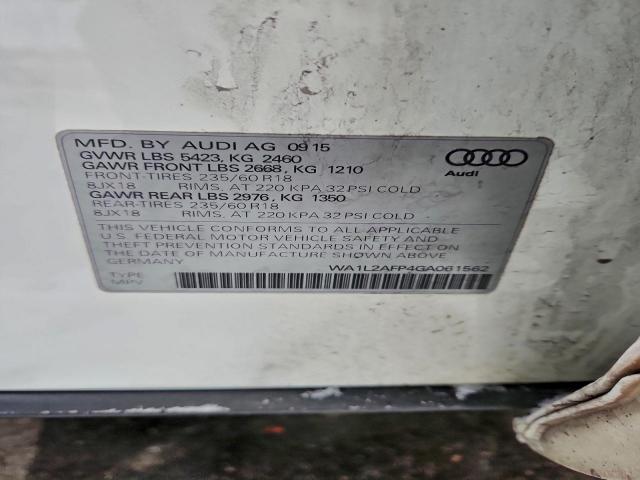 MFD. BY AUDI AG 09 15
GVWR LBS 5423, KG 2460
GAWR FRONT LBS 2668, KG 1210
FRONT-TIRES 235/60 R18
8JX18 RIMS, AT 220 KPA 32 PSI COLD
GAWR REAR LBS 2976, KG 1350
REAR-TIRES 235/60 R18
8JX18 RIMS, AT 220 KPA 32 PSI COLD
THIS VEHICLE CONFORMS TO ALL APPLICABLE
U.S. FEDERAL MOTOR VEHICLE SAFETY AND
THEFT PREVENTION STANDARDS IN EFFECT ON
THE DATE OF MANUFACTURE SHOWN ABOVE
TYPE WA1L2AFP4GA061562
MPV GERMANY
Audi